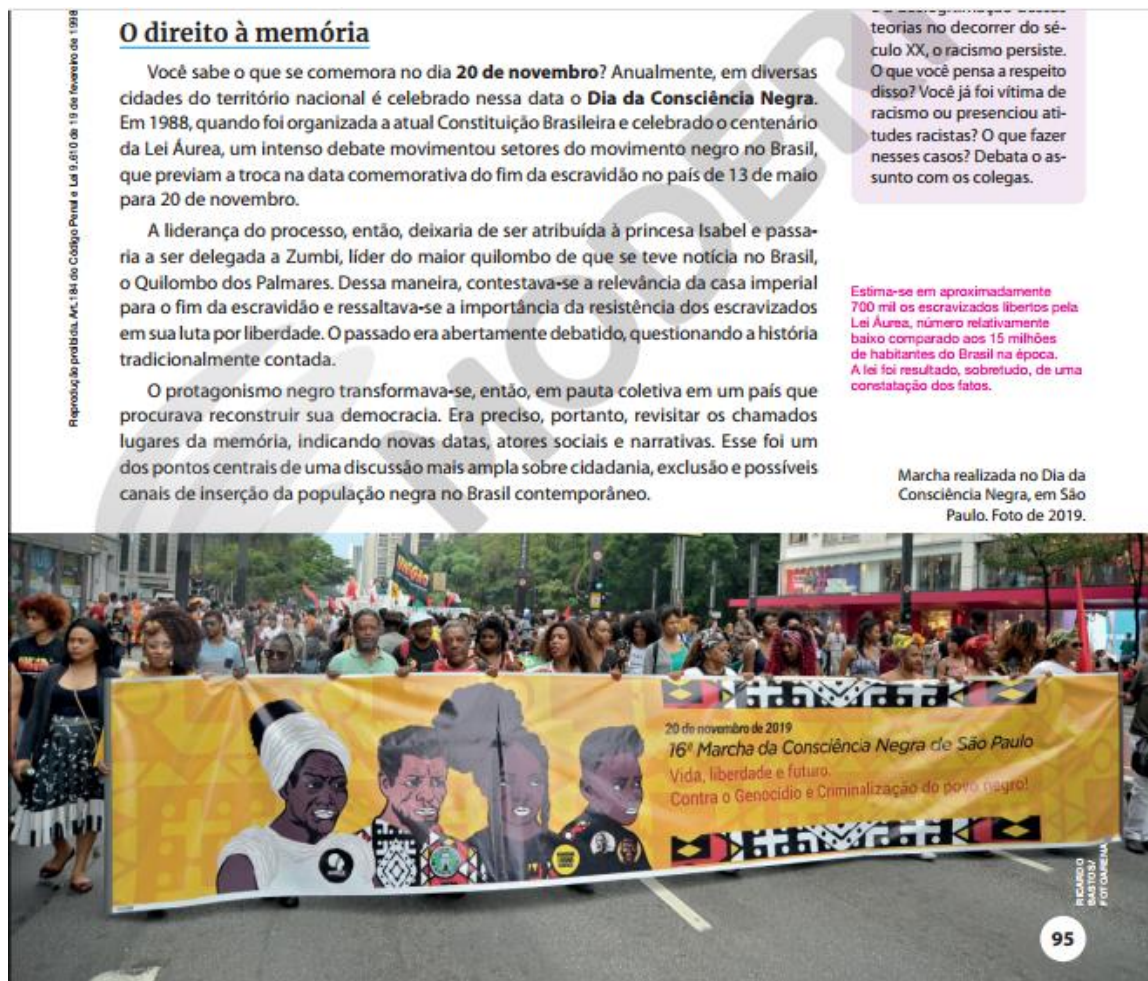 O direito à memória
Você sabe o que se comemora no dia 20 de novembro? Anualmente, em diversas
cidades do território nacional é celebrado nessa data o Dia da Consciência Negra.
Em 1988, quando foi organizada a atual Constituição Brasileira e celebrado o centenário
da Lei Áurea, um intenso debate movimentou setores do movimento negro no Brasil,
que previam a troca na data comemorativa do fim da escravidão no país de 13 de maio
para 20 de novembro.
A liderança do processo, então, deixaria de ser atribuída à princesa Isabel e passa-
ria a ser delegada a Zumbi, líder do maior quilombo de que se teve notícia no Brasil,
o Quilombo dos Palmares. Dessa maneira, contestava-se a relevância da casa imperial
para o fim da escravidão e ressaltava-se a importância da resistência dos escravizados
em sua luta por liberdade. O passado era abertamente debatido, questionando a história
tradicionalmente contada.
O protagonismo negro transformava-se, então, em pauta coletiva em um país que
procurava reconstruir sua democracia. Era preciso, portanto, revisitar os chamados
lugares da memória, indicando novas datas, atores sociais e narrativas. Esse foi um
dos pontos centrais de uma discussão mais ampla sobre cidadania, exclusão e possíveis
canais de inserção da população negra no Brasil contemporâneo.
teorias no decorrer do sé-
culo XX, o racismo persiste.
O que você pensa a respeito
disso? Você já foi vítima de
racismo ou presenciou ati-
tudes racistas? O que fazer
nesses casos? Debata o as-
sunto com os colegas.
Estima-se em aproximadamente
700 mil os escravizados libertos pela
Lei Áurea, número relativamente
baixo comparado aos 15 milhões
de habitantes do Brasil na época.
A lei foi resultado, sobretudo, de uma
constatação dos fatos.
Marcha realizada no Dia da
Consciência Negra, em São
Paulo. Foto de 2019.
Reprodução proibida. Art.184 do Código Penal e Lei 9.610 de 19 de fevereiro de 1998
MODER
20 de novembro de 2019
16ª Marcha da Consciência Negra de São Paulo
Vida, liberdade e futuro.
Contra o Genocídio e Criminalização do povo negro!
RICARDO
BASTOS/
FOTOARENA
95